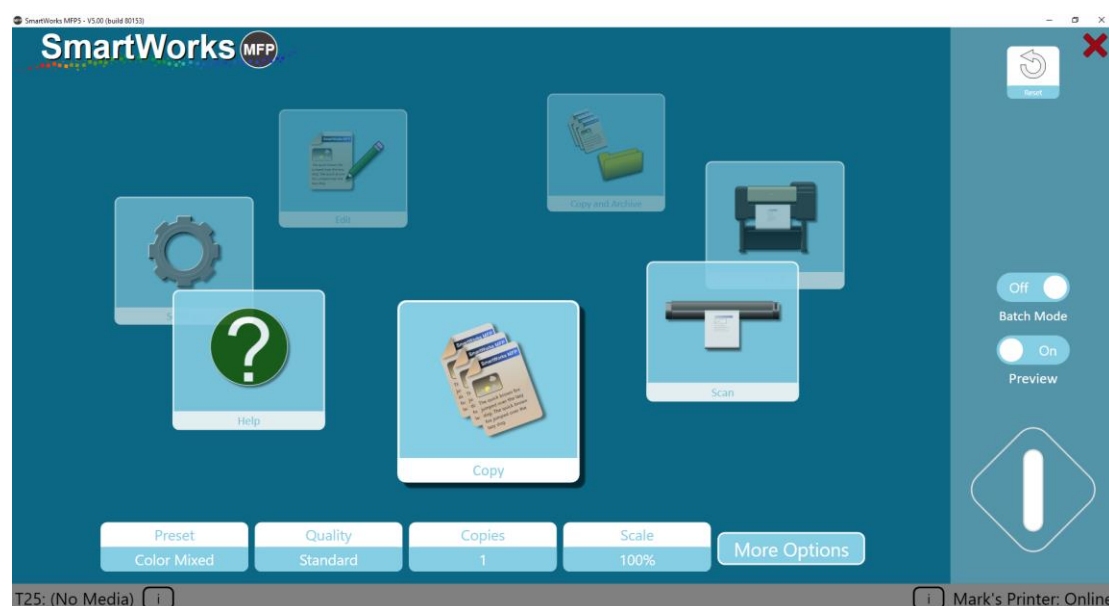 SmartWorks MFP5 - V5.00 (build 80153)
SmartWorks MFP
Reset
Edit
Copy and Archive
Help
Scan
Copy
Off
Batch Mode
On
Preview
Preset
Color Mixed
Quality
Standard
Copies
1
Scale
100%
More Options
T25: (No Media) i
i Mark's Printer: Online